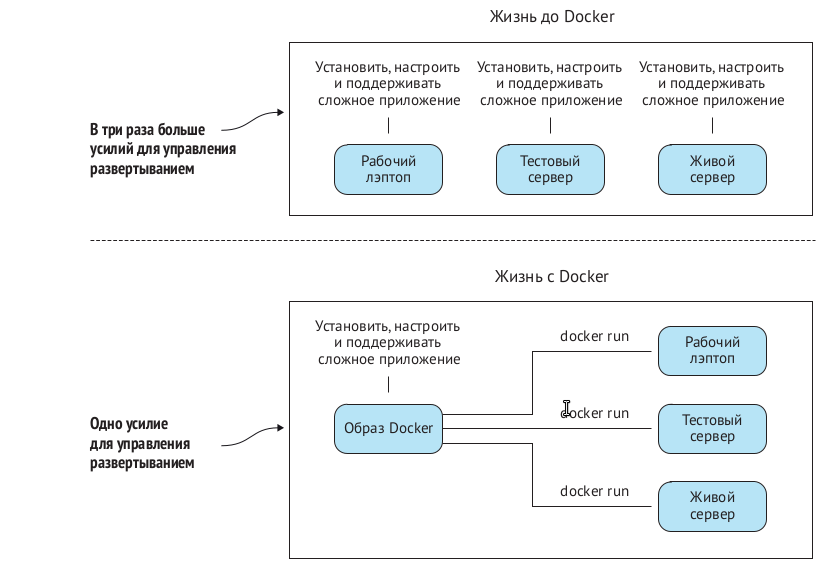 Жизнь до Docker
Установить, настроить
и поддерживать
сложное приложение
Установить, настроить
и поддерживать
сложное приложение
Установить, настроить
и поддерживать
сложное приложение
В три раза больше
усилий для управления
развертыванием
Рабочий
лэптоп
Тестовый
сервер
Живой
сервер
Жизнь с Docker
Установить, настроить
и поддерживать
сложное приложение
Одно усилие
для управления
развертыванием
Образ Docker
docker run
Рабочий
лэптоп
docker run
Тестовый
сервер
docker run
Живой
сервер